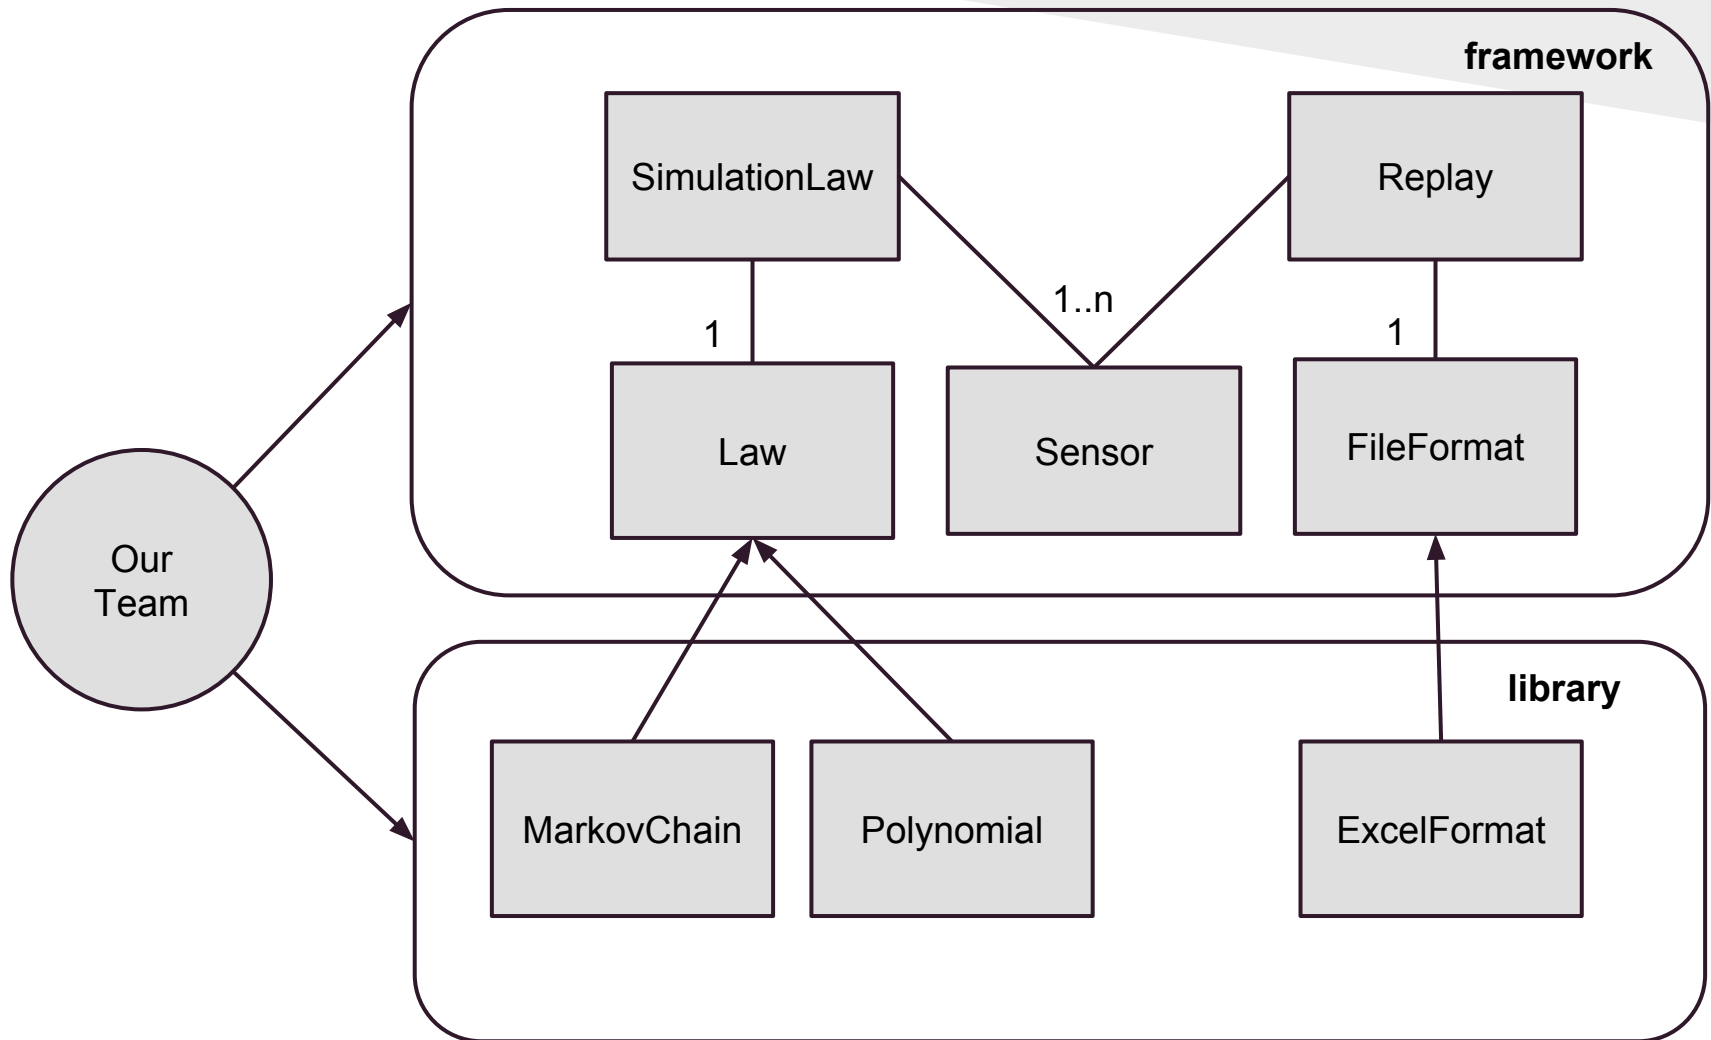 framework
SimulationLaw
Replay
1..n
1
1
Law
Sensor
FileFormat
Our
Team
library
MarkovChain
Polynomial
ExcelFormat